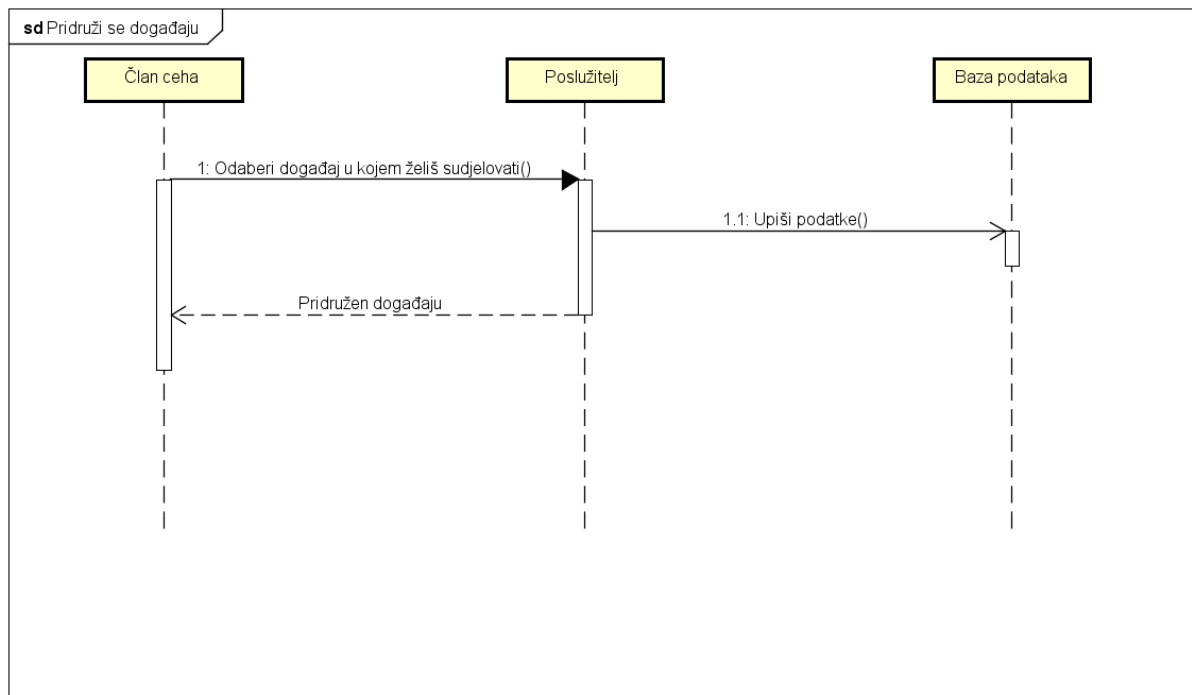 sd Pridruži se događaju
Član ceha
Poslužitelj
Baza podataka
1: Odaberi događaj u kojem želiš sudjelovati()
1.1: Upiši podatke()
Pridružen događaju